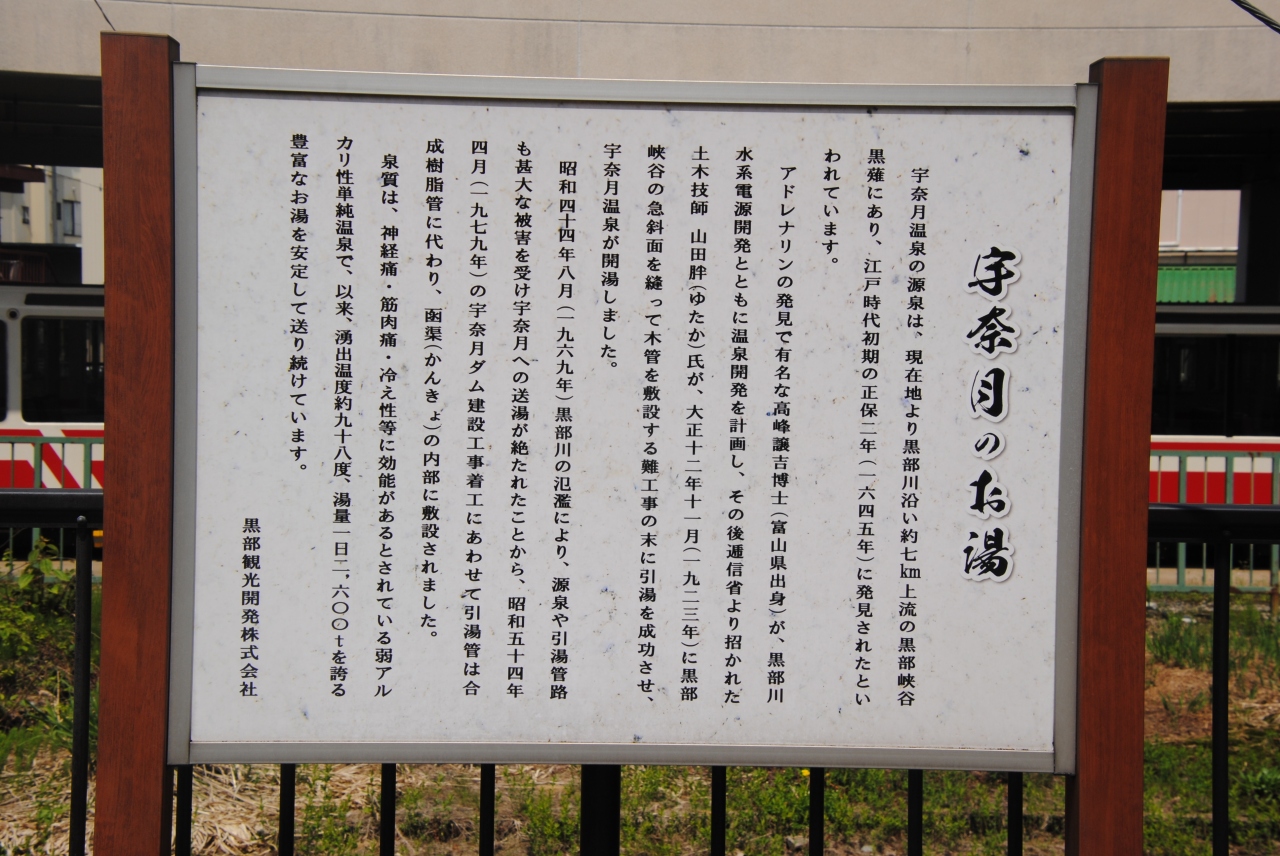 宇奈月のお湯
宇奈月温泉の源泉は、現在地より黒部川沿い約七㎞上流の黒部峡谷
黒薙にあり、江戸時代初期の正保二年(一六四五年)に発見されたとい
われています。
アドレナリンの発見で有名な高峰譲吉博士(富山県出身)が、黒部川
水系電源開発とともに温泉開発を計画し、その後逓信省より招かれた
土木技師 山田胖(ゆたか)氏が、大正十二年十一月(一九二三年)に黒部
峡谷の急斜面を縫って木管を敷設する難工事の末に引湯を成功させ、
宇奈月温泉が開湯しました。
昭和四十四年八月(一九六九年)黒部川の氾濫により、源泉や引湯管路
も甚大な被害を受け宇奈月への送湯が絶たれたことから、昭和五十四年
四月(一九七九年)の宇奈月ダム建設工事着工にあわせて引湯管は合
成樹脂管に代わり、函渠(かんきょ)の内部に敷設されました。
泉質は、神経痛・筋肉痛・冷え性等に効能があるとされている弱アル
カリ性単純温泉で、以来、湧出温度約九十八度、湯量一日二,六〇〇tを誇る
豊富なお湯を安定して送り続けています。
黒部観光開発株式会社